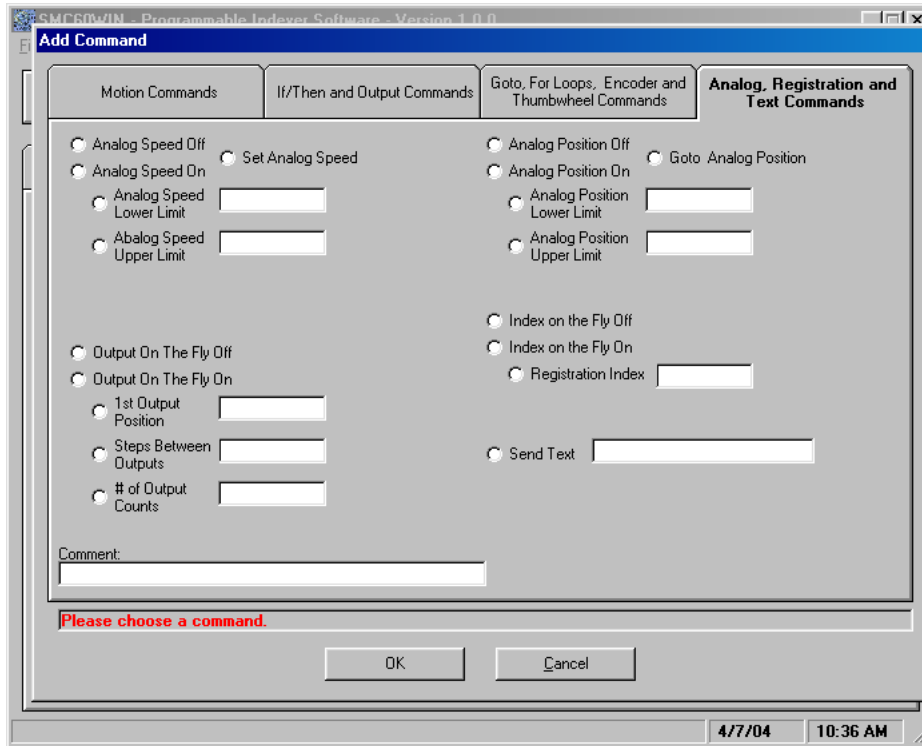 SMC60WIN - Programmable Indexer Software - Version 1.0.0
Add Command
Motion Commands
If/Then and Output Commands
Goto, For Loops, Encoder and
Thumbwheel Commands
Analog, Registration and
Text Commands
Analog Speed Off
Set Analog Speed
Analog Speed On
Analog Speed
Lower Limit
Abalog Speed
Upper Limit
Analog Position Off
Goto Analog Position
Analog Position On
Analog Position
Lower Limit
Analog Position
Upper Limit
Output On The Fly Off
Output On The Fly On
1st Output
Position
Steps Between
Outputs
# of Output
Counts
Index on the Fly Off
Index on the Fly On
Registration Index
Send Text
Comment:
Please choose a command.
OK
Cancel
4/7/04
10:36 AM